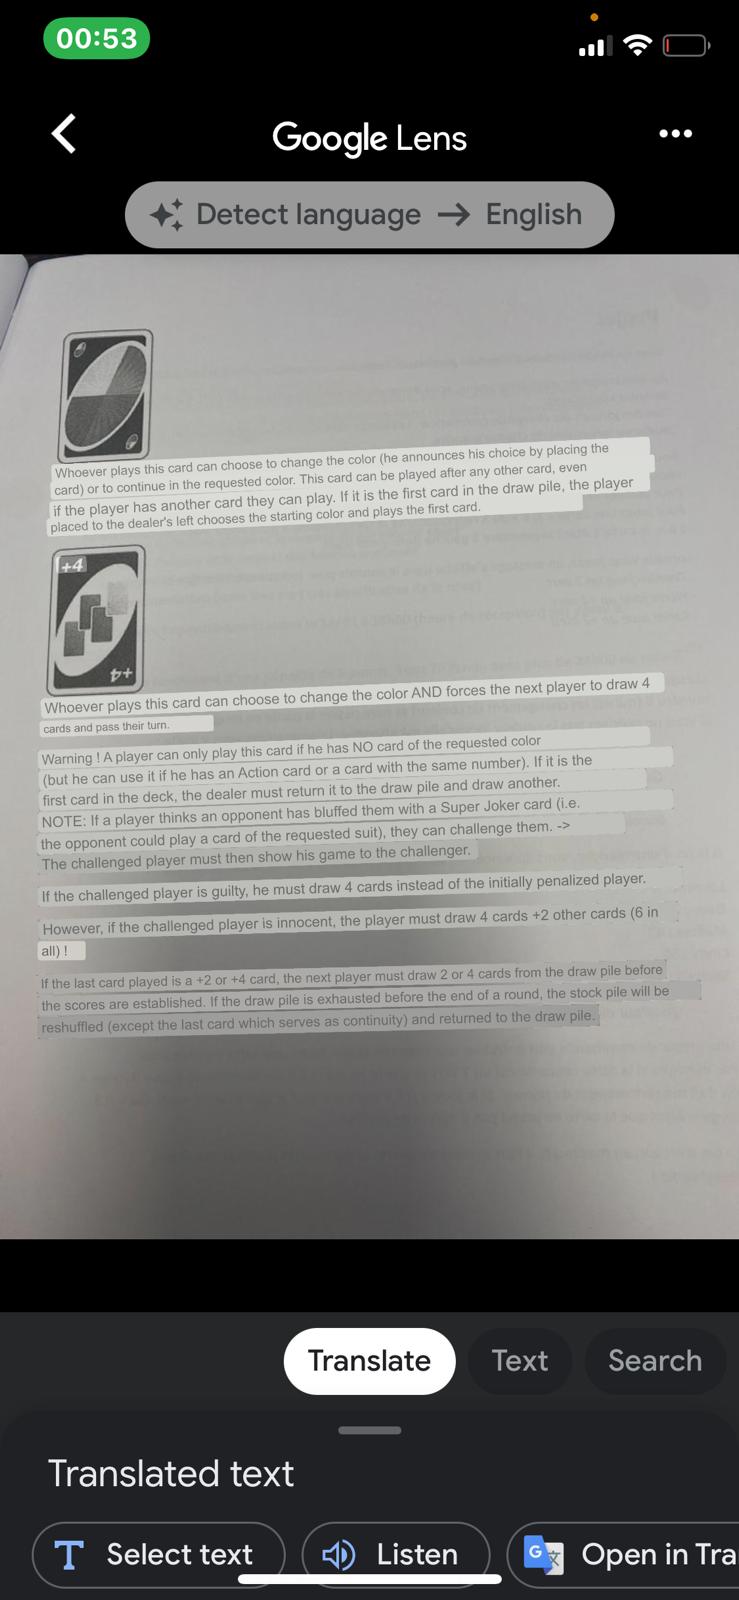 00:53
Google Lens
Detect language → English
Whoever plays this card can choose to change the color (he announces his choice by placing the
card) or to continue in the requested color. This card can be played after any other card, even
if the player has another card they can play. If it is the first card in the draw pile, the player
placed to the dealer's left chooses the starting color and plays the first card.
+4
+4
Whoever plays this card can choose to change the color AND forces the next player to draw 4
cards and pass their turn.
Warning ! A player can only play this card if he has NO card of the requested color
(but he can use it if he has an Action card or a card with the same number). If it is the
first card in the deck, the dealer must return it to the draw pile and draw another.
NOTE: If a player thinks an opponent has bluffed them with a Super Joker card (i.e.
the opponent could play a card of the requested suit), they can challenge them. ->
The challenged player must then show his game to the challenger.
If the challenged player is guilty, he must draw 4 cards instead of the initially penalized player.
However, if the challenged player is innocent, the player must draw 4 cards +2 other cards (6 in
all) !
If the last card played is a +2 or +4 card, the next player must draw 2 or 4 cards from the draw pile before
the scores are established. If the draw pile is exhausted before the end of a round, the stock pile will be
reshuffled (except the last card which serves as continuity) and returned to the draw pile.
Translate
Text
Search
Translated text
Select text
Listen
Open in Tra